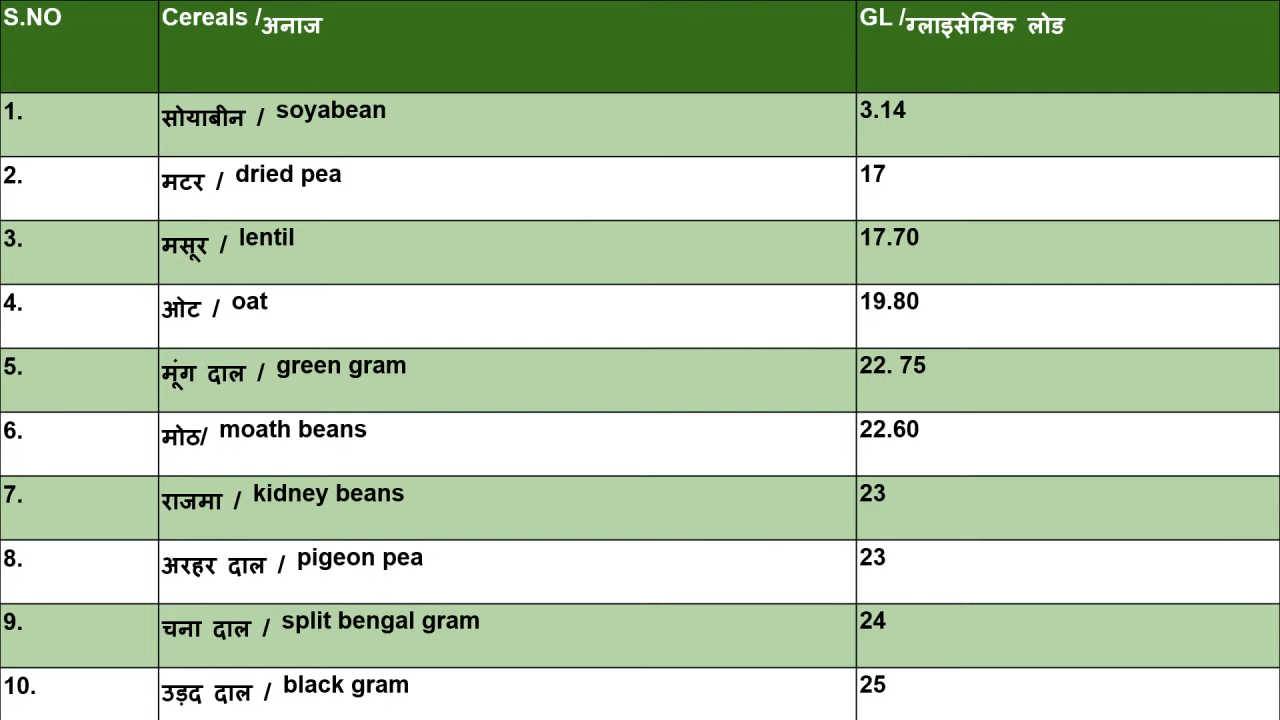 S.NO Cereals /अनाज GL /ग्लाइसेमिक लोड
1. सोयाबीन / soyabean 3.14
2. मटर / dried pea 17
3. मसूर / lentil 17.70
4. ओट / oat 19.80
5. मूंग दाल / green gram 22. 75
6. मोठ/ moath beans 22.60
7. राजमा / kidney beans 23
8. अरहर दाल / pigeon pea 23
9. चना दाल / split bengal gram 24
10. उड़द दाल / black gram 25